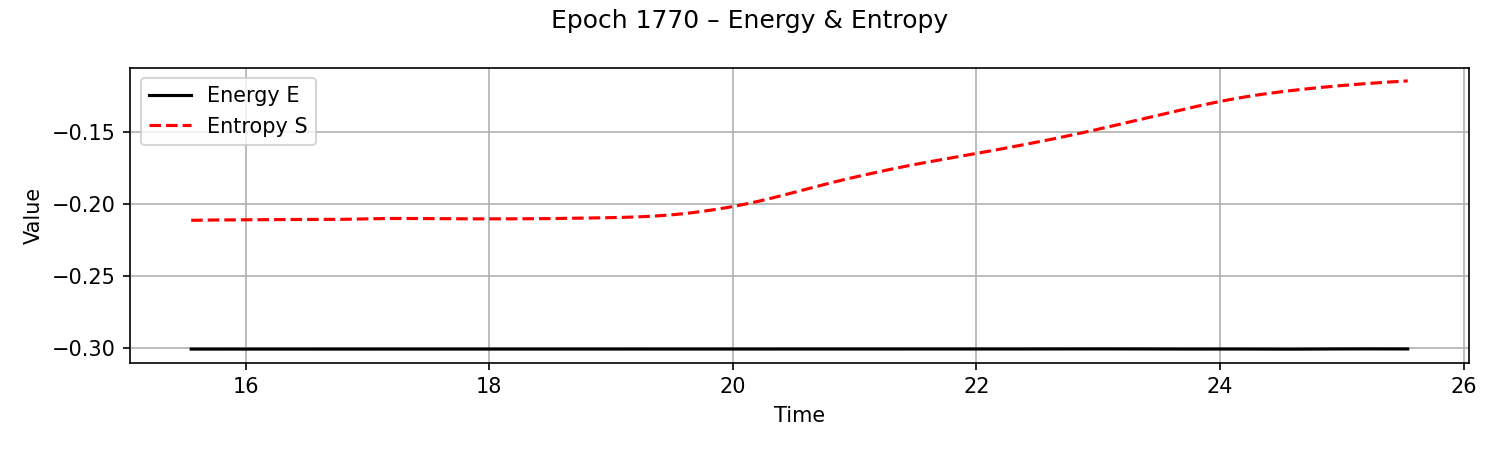 Epoch 1770 – Energy & Entropy
Energy E
Entropy S
−0.15
−0.20
−0.25
−0.30
Value
16 18 20 22 24 26
Time